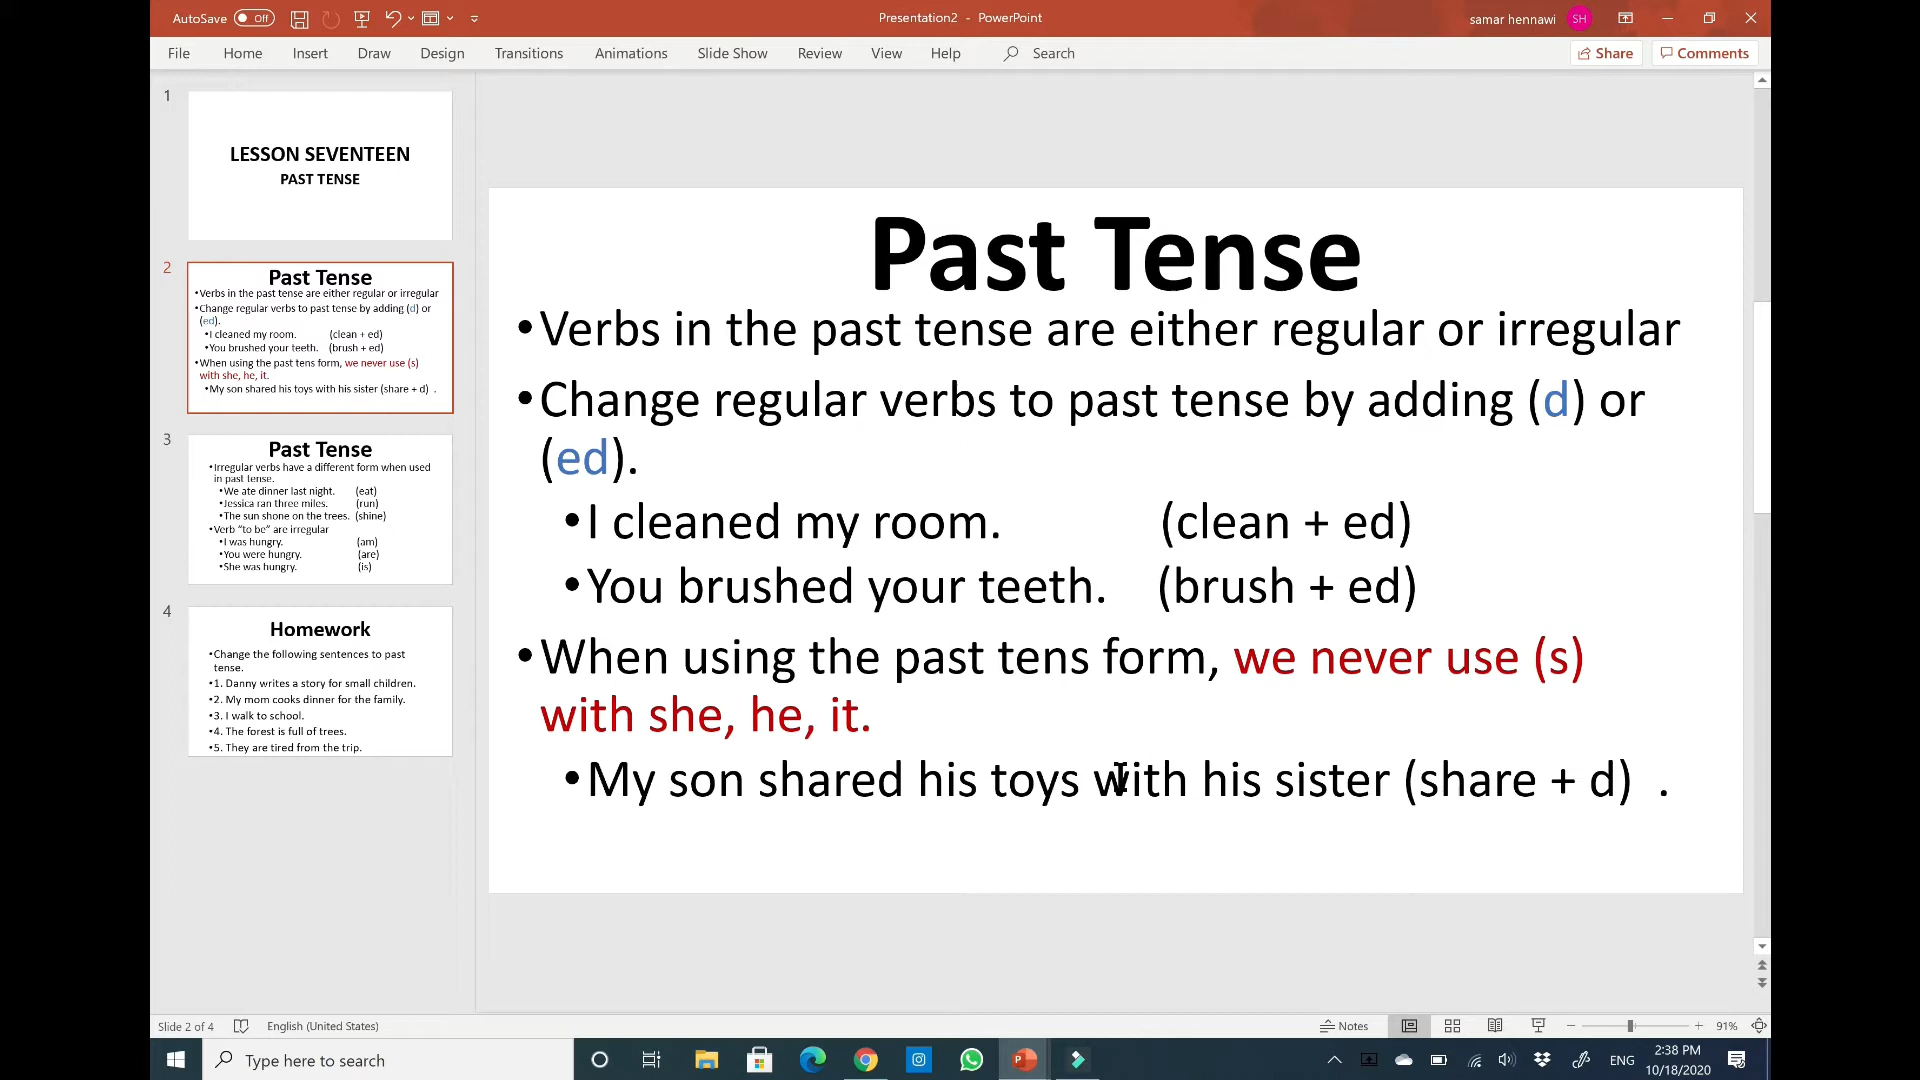 AutoSave Off
Presentation2 - PowerPoint
samar hennawi SH
File Home Insert Draw Design Transitions Animations Slide Show Review View Help Search Share Comments
1
LESSON SEVENTEEN
PAST TENSE
2
Past Tense
•Verbs in the past tense are either regular or irregular
•Change regular verbs to past tense by adding (d) or
(ed).
•I cleaned my room. (clean + ed)
•You brushed your teeth. (brush + ed)
•When using the past tens form, we never use (s)
with she, he, it.
•My son shared his toys with his sister (share + d) .
3
Past Tense
•Irregular verbs have a different form when used
in past tense.
•We ate dinner last night. (eat)
•Jessica ran three miles. (run)
•The sun shone on the trees. (shine)
•Verb “to be” are irregular
•I was hungry. (am)
•You were hungry. (are)
•She was hungry. (is)
4
Homework
•Change the following sentences to past
tense.
•1. Danny writes a story for small children.
•2. My mom cooks dinner for the family.
•3. I walk to school.
•4. The forest is full of trees.
•5. They are tired from the trip.
Past Tense
•Verbs in the past tense are either regular or irregular
•Change regular verbs to past tense by adding (d) or
(ed).
•I cleaned my room. (clean + ed)
•You brushed your teeth. (brush + ed)
•When using the past tens form, we never use (s)
with she, he, it.
•My son shared his toys with his sister (share + d) .
Slide 2 of 4 English (United States) Notes 91%
Type here to search
ENG
2:38 PM
10/18/2020